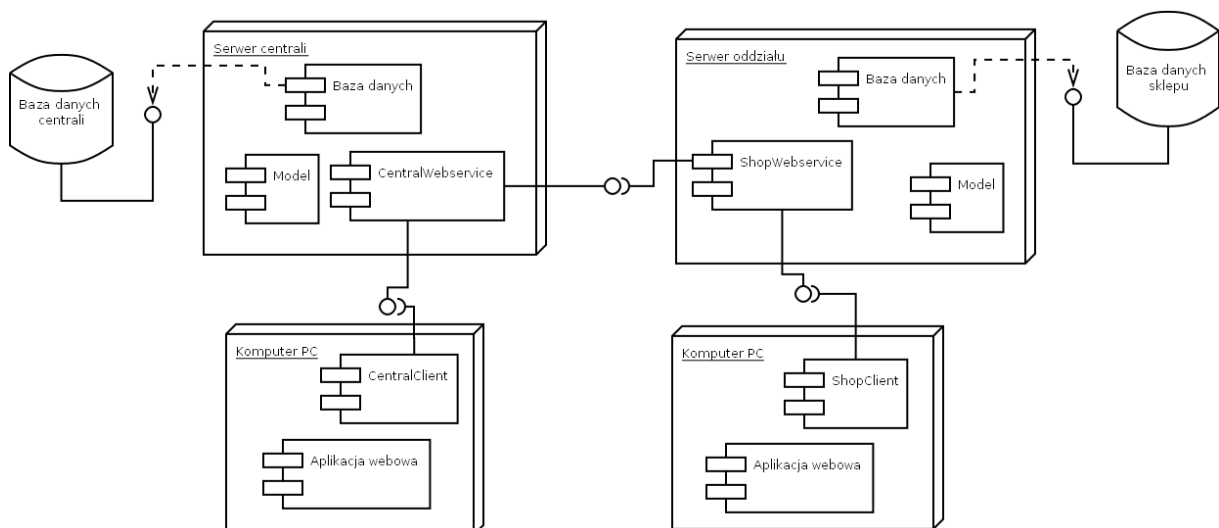 Serwer centrali
Baza danych
Model
CentralWebservice
Baza danych
centrali
Serwer oddziału
Baza danych
ShopWebservice
Model
Baza danych
sklepu
Komputer PC
CentralClient
Aplikacja webowa
Komputer PC
ShopClient
Aplikacja webowa